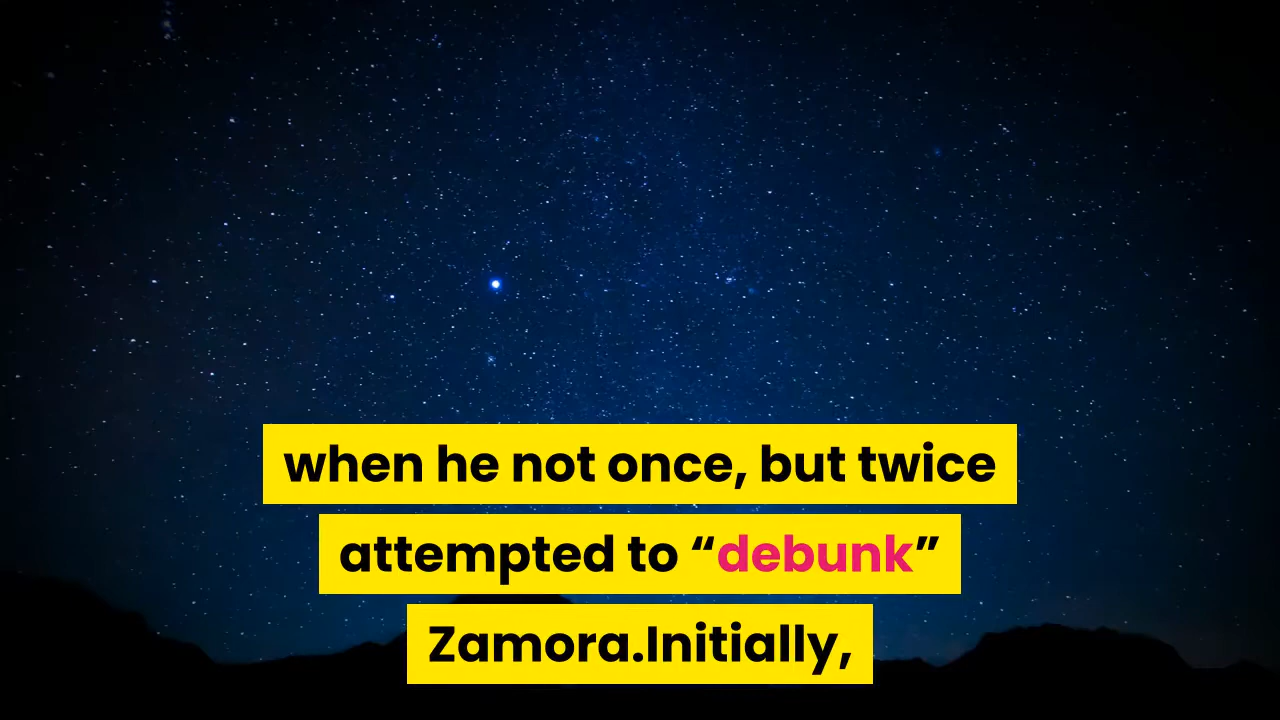 when he not once, but twice
attempted to “debunk”
Zamora.Initially,